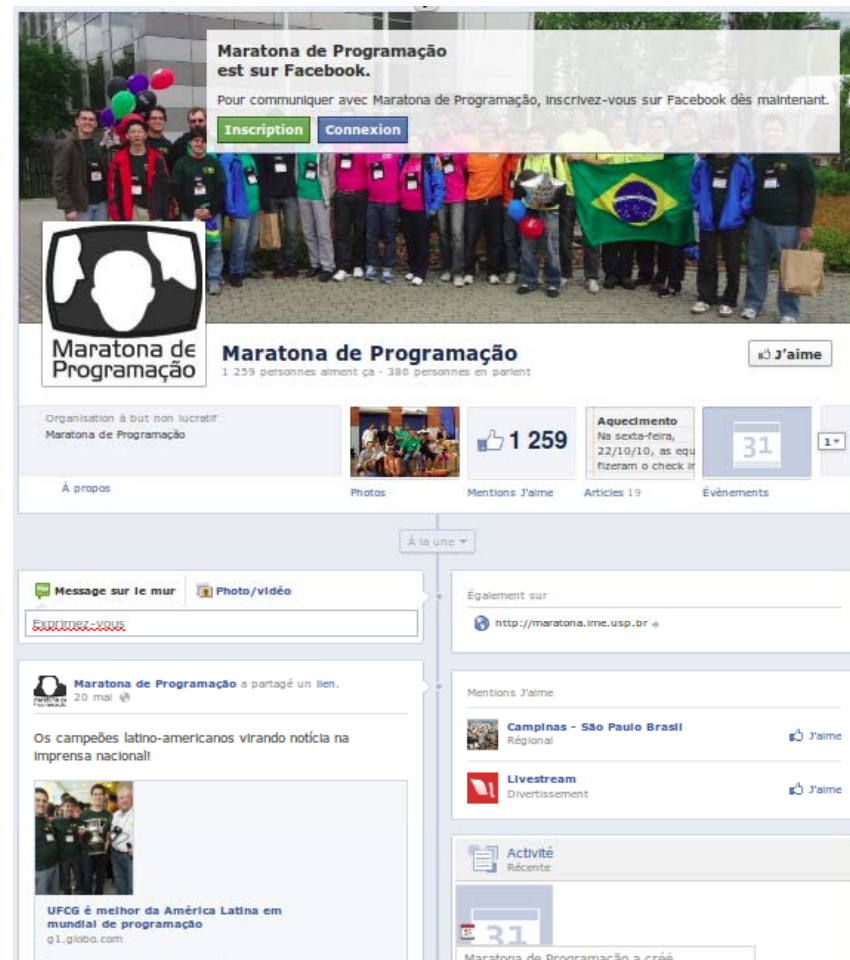 Maratona de Programação
est sur Facebook.
Pour communiquer avec Maratona de Programação, inscrivez-vous sur Facebook dès maintenant.
Inscription Connexion
Maratona de
Programação
Maratona de Programação
1 259 personnes aiment ça · 386 personnes en parlent
J'aime
Organisation à but non lucratif
Maratona de Programação
À propos
Photos
1 259
Mentions J'aime
Aquecimento
Na sexta-feira,
22/10/10, as equ
fizeram o check in
Articles 19
31
Évènements
1
À la une
Message sur le mur Photo/vidéo
Exprimez-vous
Maratona de Programação a partagé un lien.
20 mai
Os campeões latino-americanos virando notícia na
imprensa nacional!
UFCG é melhor da América Latina em
mundial de programação
g1.globo.com
Également sur
http://maratona.ime.usp.br
Mentions J'aime
Campinas - São Paulo Brasil
Régional
J'aime
Livestream
Divertissement
J'aime
Activité
Récente
31
Maratona de Programação a créé